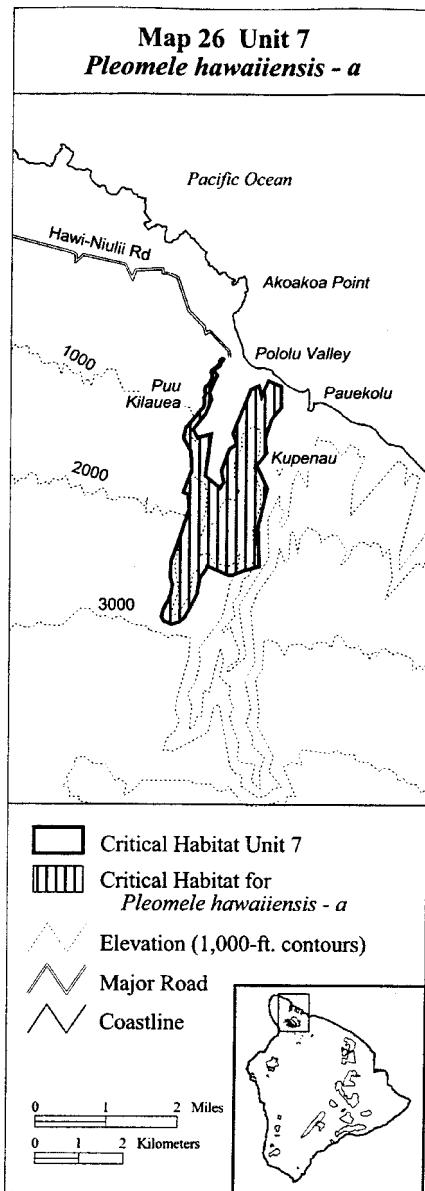 Map 26 Unit 7
Pleomele hawaiiensis - a
Pacific Ocean
Hawi-Niulii Rd
Akoakoa Point
1000
Pololu Valley
Puu
Kilauea
Pauekolu
Kupenau
2000
3000
Critical Habitat Unit 7
Critical Habitat for
Pleomele hawaiiensis - a
Elevation (1,000-ft. contours)
Major Road
Coastline
0 1 2 Miles
0 1 2 Kilometers